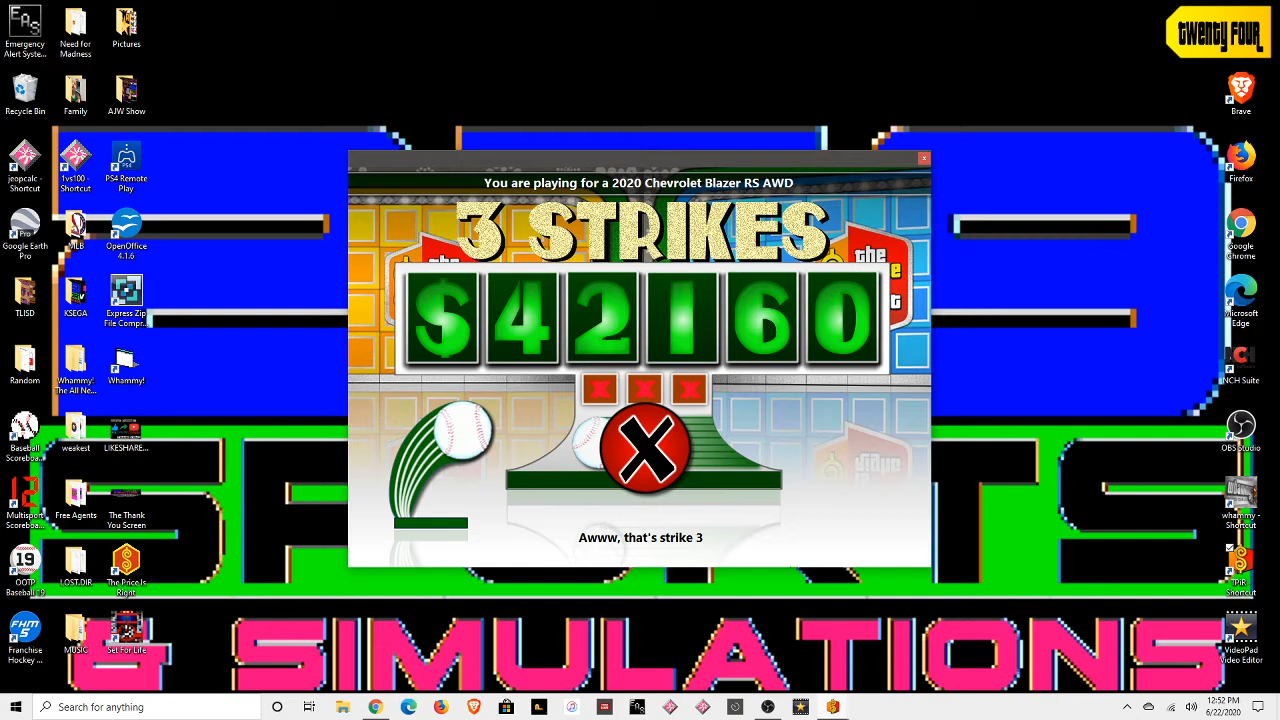 TWENTY FOUR
Emergency
Alert Syste...
Need for
Madness
Pictures
Recycle Bin
Family
AJW Show
Brave
jeopcalc -
Shortcut
1vs100 -
Shortcut
PS4 Remote
Play
Firefox
Google Earth
Pro
MLB
OpenOffice
4.1.6
Google
Chrome
TLISD
KSEGA
Express Zip
File Compr...
Microsoft
Edge
Random
Whammy!
The All Ne...
Whammy!
NCH Suite
Baseball
Scoreboa...
weakest
LIKESHARE...
OBS Studio
Multisport
Scoreboa...
Free Agents
The Thank
You Screen
whammy -
Shortcut
OOTP
Baseball 19
LOST.DIR
The Price Is
Right
TPiR
Shortcut
Franchise
Hockey ...
MUSIC
Set For Life
VideoPad
Video Editor
You are playing for a 2020 Chevrolet Blazer RS AWD
3 STRIKES
$42160
X X X
X
Awww, that's strike 3
SPORTS
& SIMULATIONS
Search for anything
12:52 PM
6/22/2020